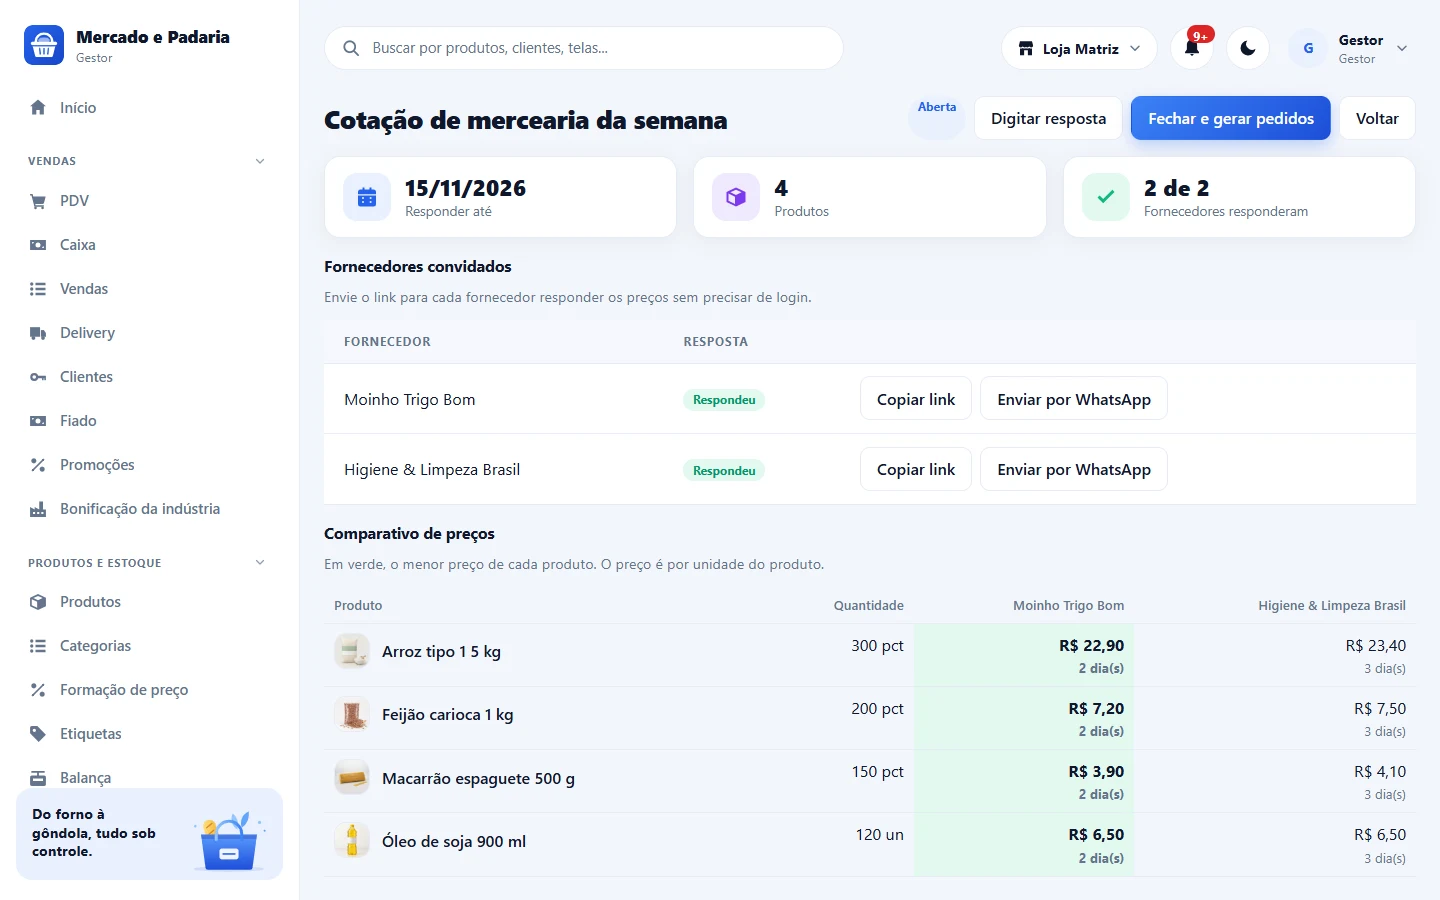 Mercado e Padaria
Gestor
Início
VENDAS
PDV
Caixa
Vendas
Delivery
Clientes
Fiado
Promoções
Bonificação da indústria
PRODUTOS E ESTOQUE
Produtos
Categorias
Formação de preço
Etiquetas
Balança
Do forno à
gôndola, tudo sob
controle.
Buscar por produtos, clientes, telas...
Loja Matriz
9+
G
Gestor
Gestor
Cotação de mercearia da semana
Aberta
Digitar resposta
Fechar e gerar pedidos
Voltar
15/11/2026
Responder até
4
Produtos
2 de 2
Fornecedores responderam
Fornecedores convidados
Envie o link para cada fornecedor responder os preços sem precisar de login.
FORNECEDOR RESPOSTA
Moinho Trigo Bom Respondeu Copiar link Enviar por WhatsApp
Higiene & Limpeza Brasil Respondeu Copiar link Enviar por WhatsApp
Comparativo de preços
Em verde, o menor preço de cada produto. O preço é por unidade do produto.
Produto Quantidade Moinho Trigo Bom Higiene & Limpeza Brasil
Arroz tipo 1 5 kg 300 pct R$ 22,90 R$ 23,40
2 dia(s) 3 dia(s)
Feijão carioca 1 kg 200 pct R$ 7,20 R$ 7,50
2 dia(s) 3 dia(s)
Macarrão espaguete 500 g 150 pct R$ 3,90 R$ 4,10
2 dia(s) 3 dia(s)
Óleo de soja 900 ml 120 un R$ 6,50 R$ 6,50
2 dia(s) 3 dia(s)